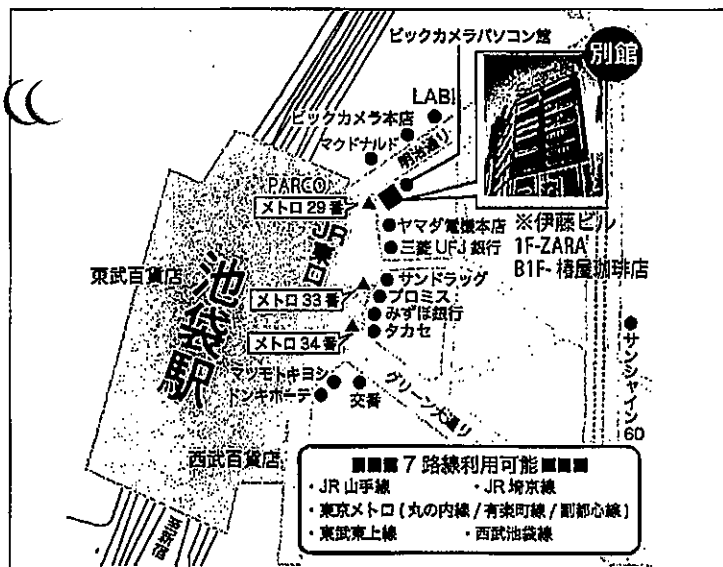 ビックカメラパソコン館
別館
LABI
ビックカメラ本店
マクドナルド
明治通り
PARCO
メトロ29番
JR東口
ヤマダ電機本店
三菱UFJ銀行
※伊藤ビル
1F-ZARA
B1F-椿屋珈琲店
東武百貨店
池袋駅
サンドラッグ
メトロ33番
プロミス
みずほ銀行
メトロ34番
タカセ
サンシャイン60
マツモトキヨシ
ドンキホーテ
交番
グリーン大通り
西武百貨店
■■■7路線利用可能■■■
・JR山手線 ・JR埼京線
・東京メトロ(丸の内線/有楽町線/副都心線)
・東武東上線 ・西武池袋線